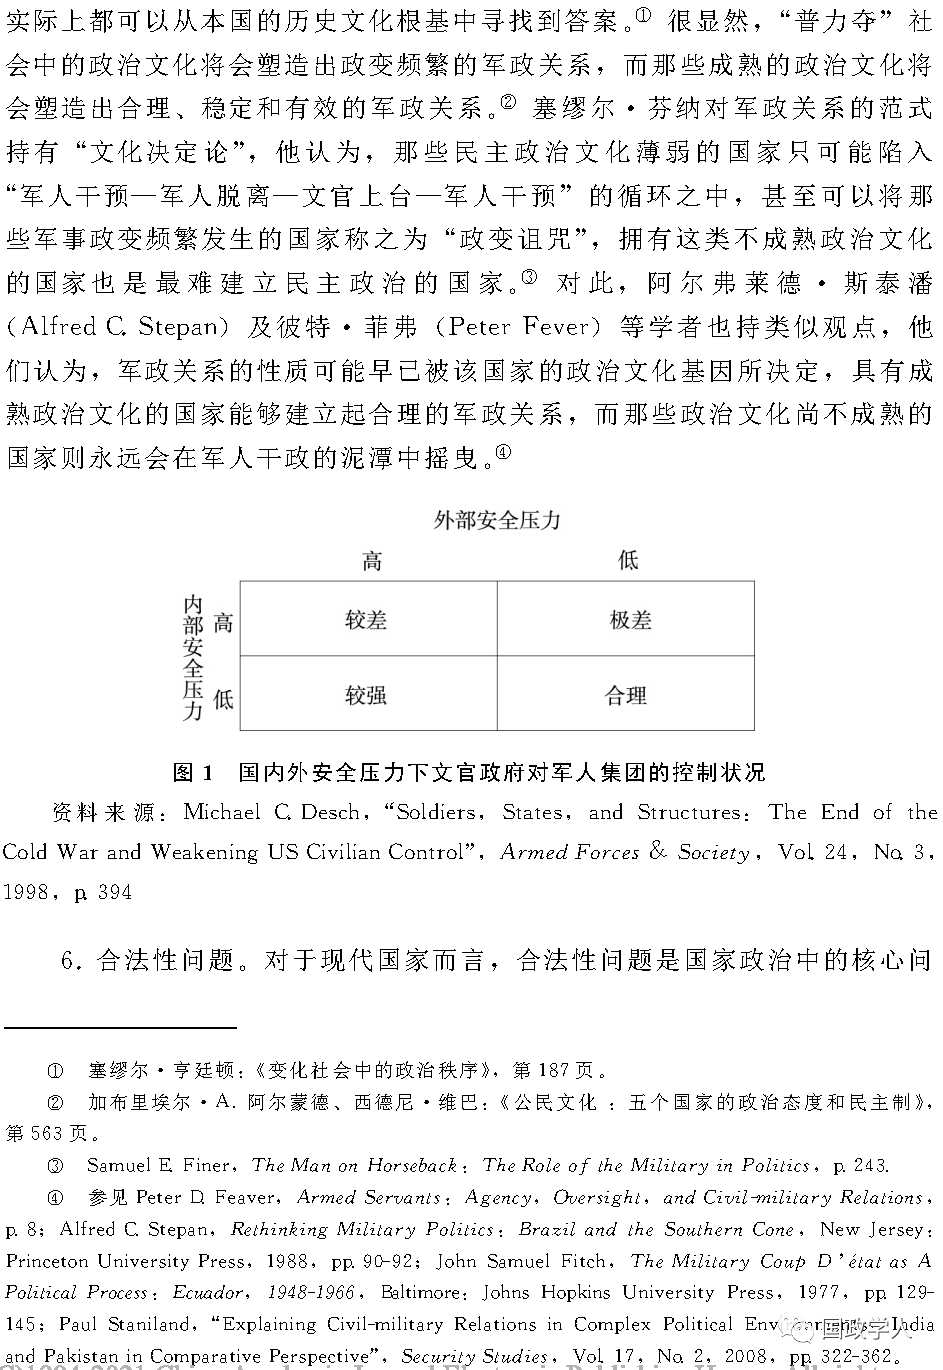 实际上都可以从本国的历史文化根基中寻找到答案。① 很显然，“普力夺”社
会中的政治文化将会塑造出政变频繁的军政关系，而那些成熟的政治文化将
会塑造出合理、稳定和有效的军政关系。② 塞缪尔·芬纳对军政关系的范式
持有“文化决定论”，他认为，那些民主政治文化薄弱的国家只可能陷入
“军人干预—军人脱离—文官上台—军人干预”的循环之中，甚至可以将那
些军事政变频繁发生的国家称之为“政变诅咒”，拥有这类不成熟政治文化
的国家也是最难建立民主政治的国家。③ 对此，阿尔弗莱德·斯泰潘
（Alfred C. Stepan）及彼特·菲弗（Peter Fever）等学者也持类似观点，他
们认为，军政关系的性质可能早已被该国家的政治文化基因所决定，具有成
熟政治文化的国家能够建立起合理的军政关系，而那些政治文化尚不成熟的
国家则永远会在军人干政的泥潭中摇曳。④
外部安全压力
高 低
内部安全压力
高 较差 极差
低 较强 合理
图 1 国内外安全压力下文官政府对军人集团的控制状况
资料来源：Michael C. Desch，“Soldiers，States，and Structures：The End of the
Cold War and Weakening US Civilian Control”，Armed Forces & Society，Vol. 24，No. 3，
1998，p. 394
6. 合法性问题。对于现代国家而言，合法性问题是国家政治中的核心问
① 塞缪尔·亨廷顿：《变化社会中的政治秩序》，第 187 页。
② 加布里埃尔·A. 阿尔蒙德、西德尼·维巴：《公民文化：五个国家的政治态度和民主制》，
第 563 页。
③ Samuel E. Finer，The Man on Horseback：The Role of the Military in Politics，p. 243.
④ 参见 Peter D. Feaver，Armed Servants：Agency，Oversight，and Civil-military Relations，
p. 8；Alfred C. Stepan，Rethinking Military Politics：Brazil and the Southern Cone，New Jersey：
Princeton University Press，1988，pp. 90-92；John Samuel Fitch，The Military Coup D'état as A
Political Process：Ecuador，1948-1966，Baltimore：Johns Hopkins University Press，1977，pp. 129-
145；Paul Staniland，“Explaining Civil-military Relations in Complex Political Environments：India
and Pakistan in Comparative Perspective”，Security Studies，Vol. 17，No. 2，2008，pp. 322-362。
国政学人